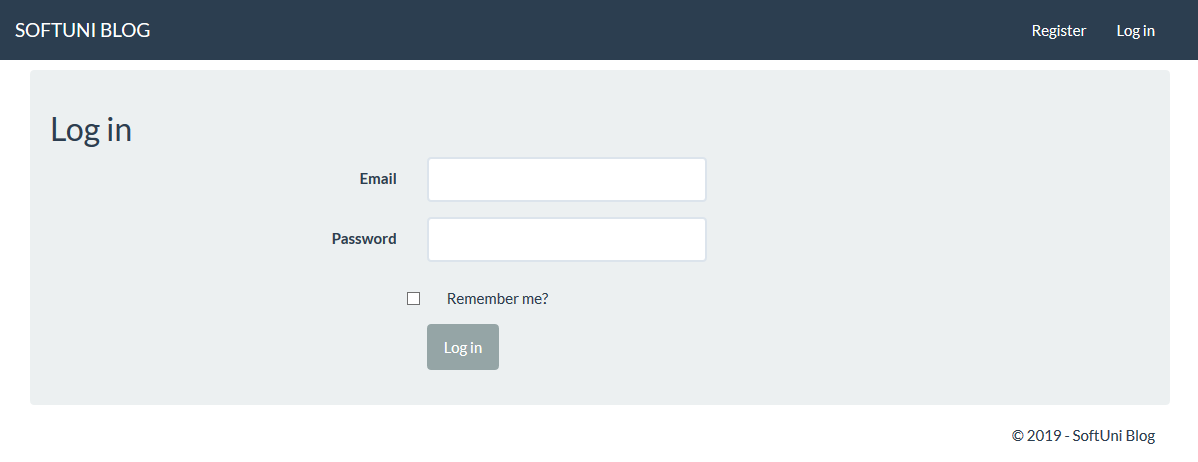 SOFTUNI BLOG
Register
Log in
Log in
Email
Password
Remember me?
Log in
© 2019 - SoftUni Blog